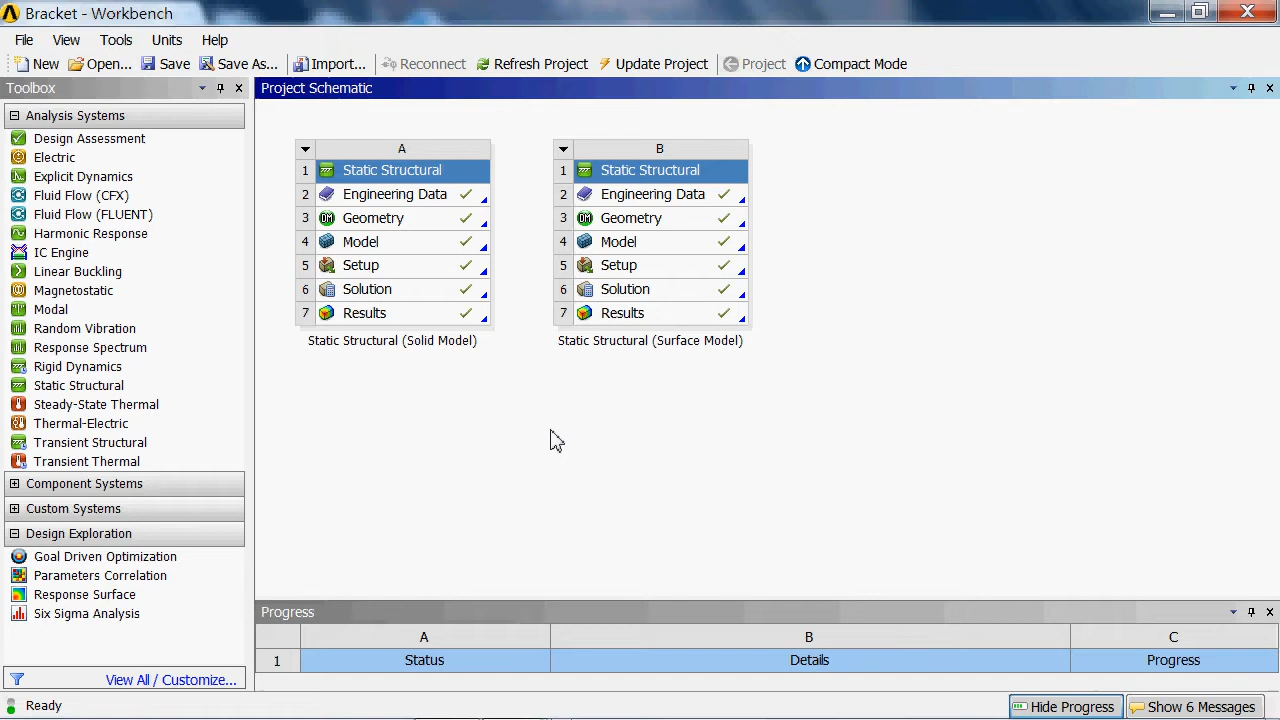 Bracket - Workbench
File View Tools Units Help
New Open... Save Save As... Import... Reconnect Refresh Project Update Project Project Compact Mode
Toolbox
Analysis Systems
Design Assessment
Electric
Explicit Dynamics
Fluid Flow (CFX)
Fluid Flow (FLUENT)
Harmonic Response
IC Engine
Linear Buckling
Magnetostatic
Modal
Random Vibration
Response Spectrum
Rigid Dynamics
Static Structural
Steady-State Thermal
Thermal-Electric
Transient Structural
Transient Thermal
Component Systems
Custom Systems
Design Exploration
Goal Driven Optimization
Parameters Correlation
Response Surface
Six Sigma Analysis
View All / Customize...
Project Schematic
A
1 Static Structural
2 Engineering Data
3 DM Geometry
4 Model
5 Setup
6 Solution
7 Results
Static Structural (Solid Model)
B
1 Static Structural
2 Engineering Data
3 DM Geometry
4 Model
5 Setup
6 Solution
7 Results
Static Structural (Surface Model)
Progress
A B C
1 Status Details Progress
Ready
Hide Progress Show 6 Messages